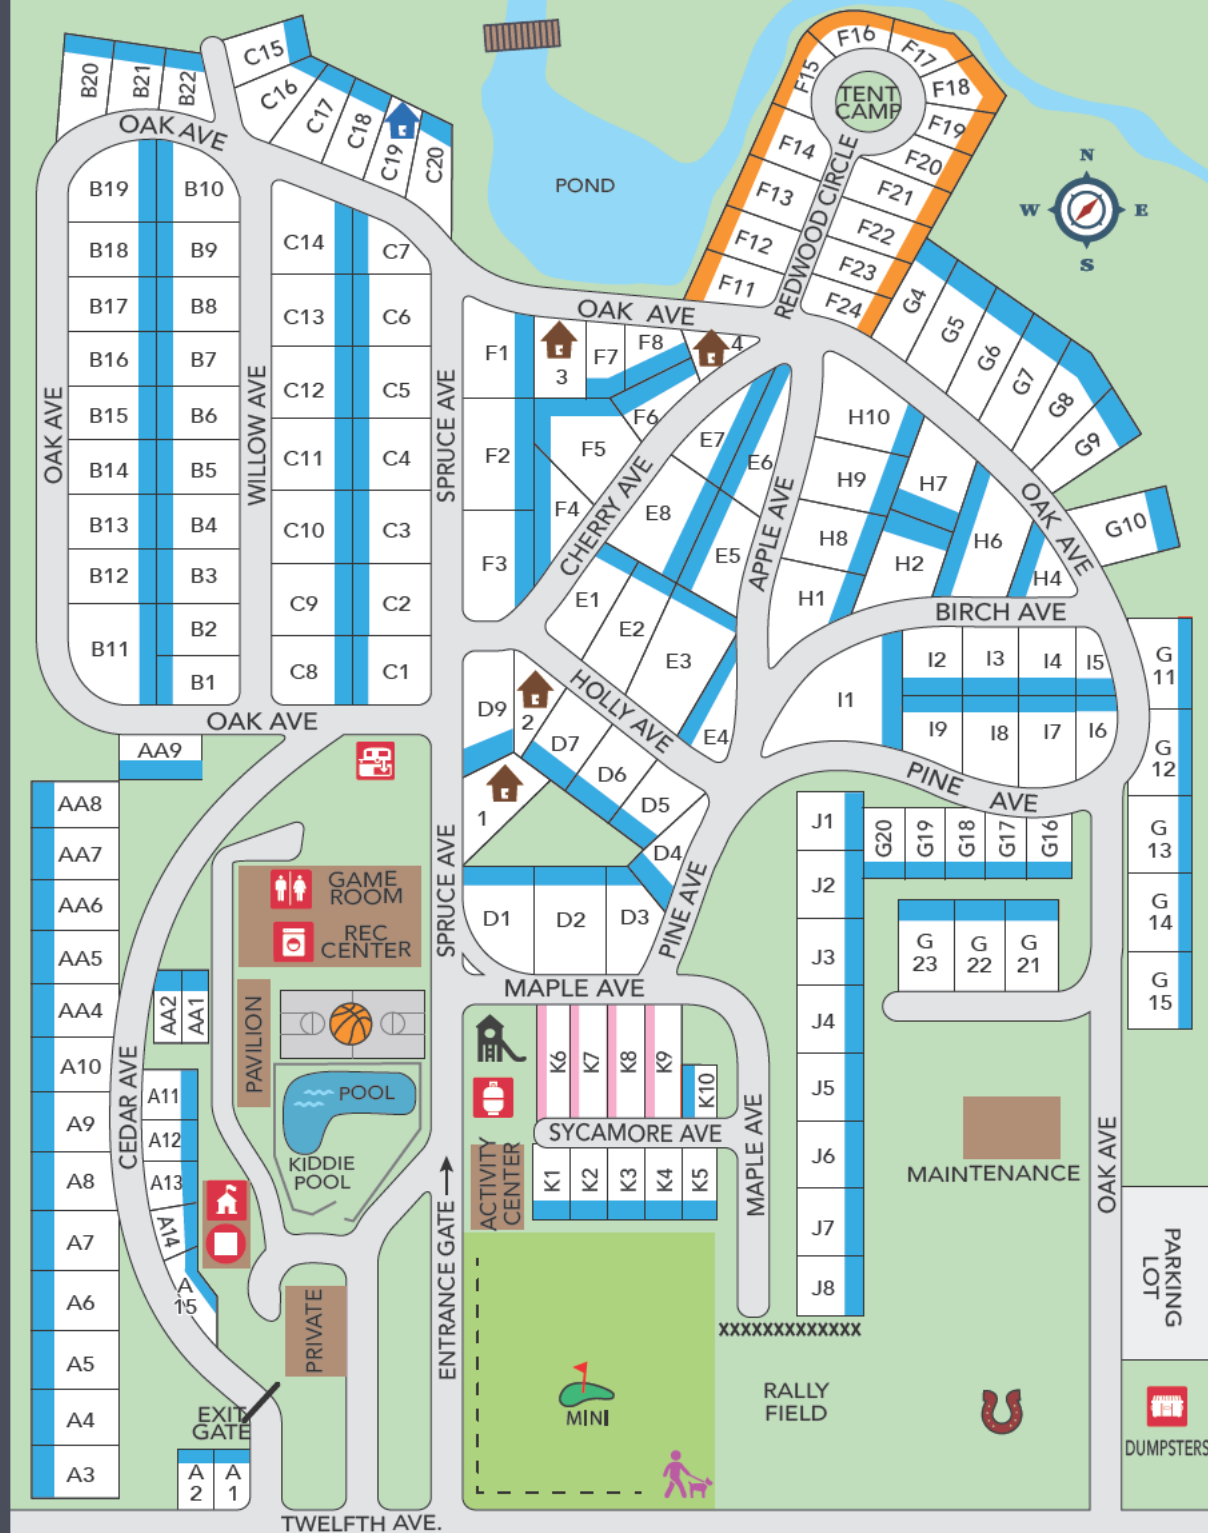 B20
B21
B22
C15
C16
C17
C18
C19
C20
OAK AVE
POND
F15
F16
F17
F18
F19
F20
F21
F22
F23
F24
F14
F13
F12
F11
TENT
CAMP
REDWOOD CIRCLE
N
W
E
S
B19
B18
B17
B16
B15
B14
B13
B12
B11
B10
B9
B8
B7
B6
B5
B4
B3
B2
B1
OAK AVE
WILLOW AVE
C14
C13
C12
C11
C10
C9
C8
C7
C6
C5
C4
C3
C2
C1
SPRUCE AVE
OAK AVE
F1
F2
F3
3
F7
F8
4
F6
F5
F4
CHERRY AVE
E7
E6
E8
E5
E1
E2
E3
E4
APPLE AVE
G4
G5
G6
G7
G8
G9
G10
H10
H9
H8
H1
H7
H2
H6
H4
OAK AVE
BIRCH AVE
I1
I2
I3
I4
I5
I9
I8
I7
I6
PINE AVE
G
11
G
12
G
13
G
14
G
15
OAK AVE
AA9
AA8
AA7
AA6
AA5
AA4
A10
A9
A8
A7
A6
A5
A4
A3
D9
2
HOLLY AVE
D7
D6
D5
D4
1
D1
D2
D3
SPRUCE AVE
PINE AVE
MAPLE AVE
GAME
ROOM
REC
CENTER
PAVILION
AA2
AA1
CEDAR AVE
A11
A12
A13
A14
A
15
POOL
KIDDIE
POOL
K6
K7
K8
K9
K10
SYCAMORE AVE
K1
K2
K3
K4
K5
ACTIVITY
CENTER
MAPLE AVE
J1
J2
J3
J4
J5
J6
J7
J8
G20
G19
G18
G17
G16
G
23
G
22
G
21
MAINTENANCE
OAK AVE
PARKING
LOT
DUMPSTERS
ENTRANCE GATE
PRIVATE
EXIT
GATE
A
2
A
1
MINI
XXXXXXXXXXXXX
RALLY
FIELD
TWELFTH AVE.